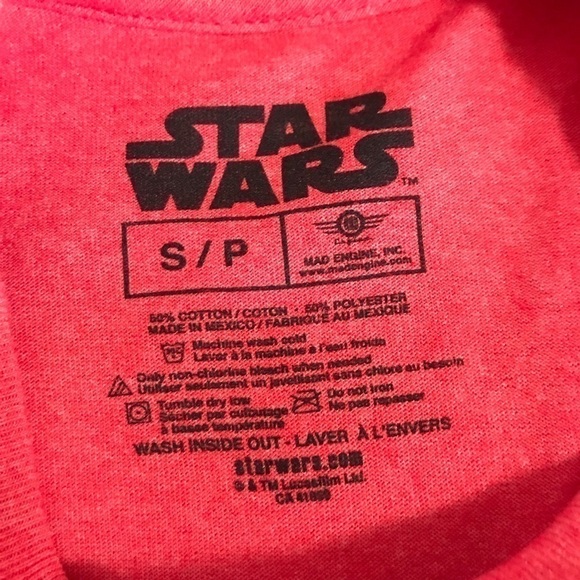 STAR
WARS™
S / P
MAD ENGINE, INC.
www.madengine.com
50% COTTON / COTON · 50% POLYESTER
MADE IN MEXICO / FABRIQUÉ AU MEXIQUE
Machine wash cold
Laver à la machine à l'eau froide
Only non-chlorine bleach when needed
Utiliser seulement un javellisant sans chlore au besoin
Tumble dry low
Sécher par culbutage
à basse température
Do not iron
Ne pas repasser
WASH INSIDE OUT - LAVER À L'ENVERS
starwars.com
© & TM Lucasfilm Ltd.